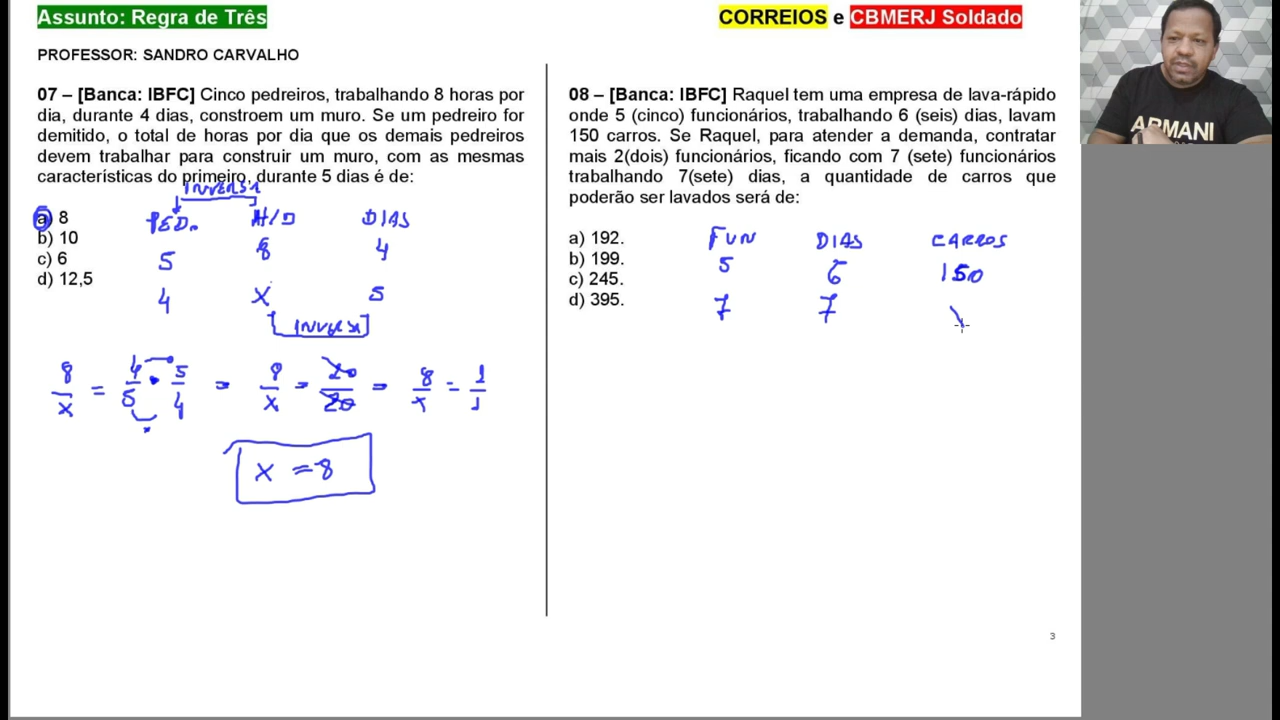 Assunto: Regra de Três
CORREIOS e CBMERJ Soldado
PROFESSOR: SANDRO CARVALHO
07 – [Banca: IBFC] Cinco pedreiros, trabalhando 8 horas por
dia, durante 4 dias, constroem um muro. Se um pedreiro for
demitido, o total de horas por dia que os demais pedreiros
devem trabalhar para construir um muro, com as mesmas
características do primeiro, durante 5 dias é de:
INVERSA
a) 8
b) 10
c) 6
d) 12,5
PED. H/D DIAS
5 8 4
4 X 5
INVERSA
8/x = 4/5 · 5/4 = 8/x = 20/20 = 8/x = 1/1
x = 8
08 – [Banca: IBFC] Raquel tem uma empresa de lava-rápido
onde 5 (cinco) funcionários, trabalhando 6 (seis) dias, lavam
150 carros. Se Raquel, para atender a demanda, contratar
mais 2(dois) funcionários, ficando com 7 (sete) funcionários
trabalhando 7(sete) dias, a quantidade de carros que
poderão ser lavados será de:
a) 192.
b) 199.
c) 245.
d) 395.
FUN DIAS CARROS
5 6 150
7 7
3
ARMANI